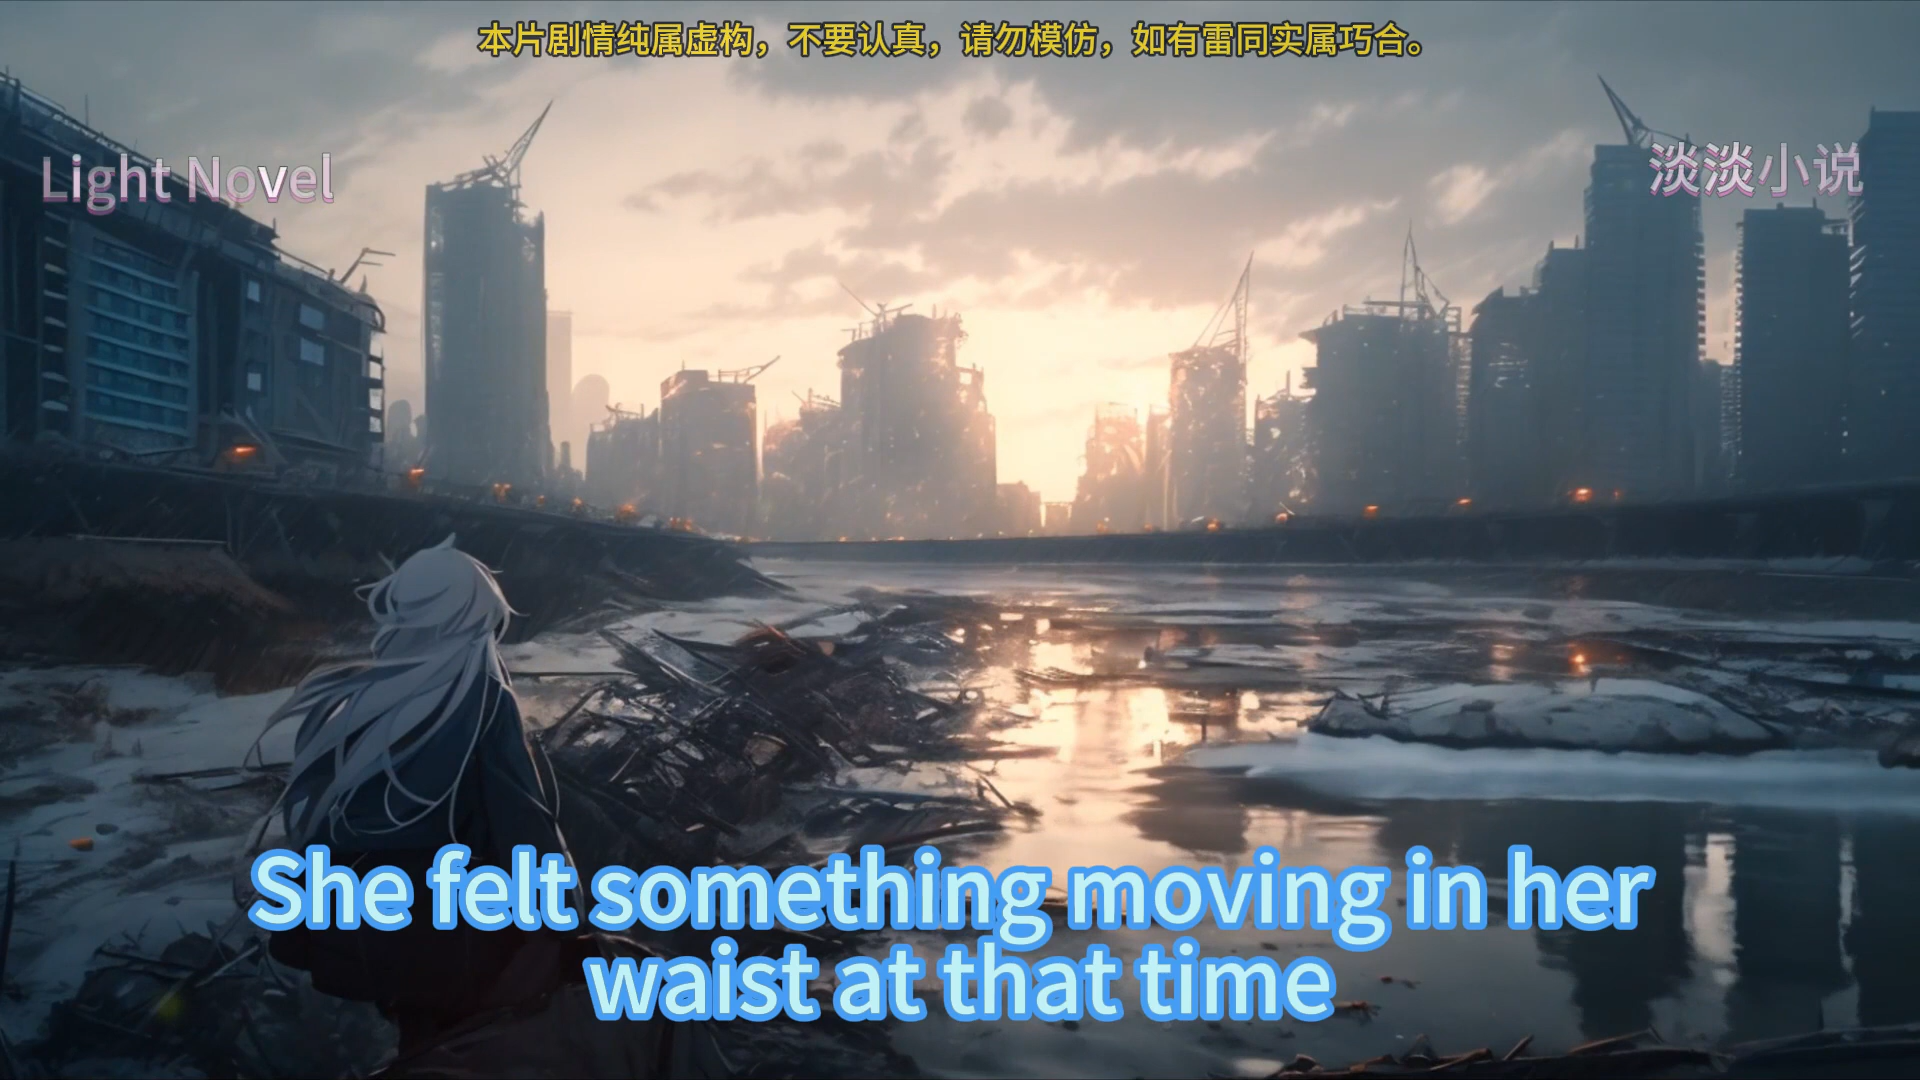 本片剧情纯属虚构，不要认真，请勿模仿，如有雷同实属巧合。
Light Novel
淡淡小说
She felt something moving in her
waist at that time